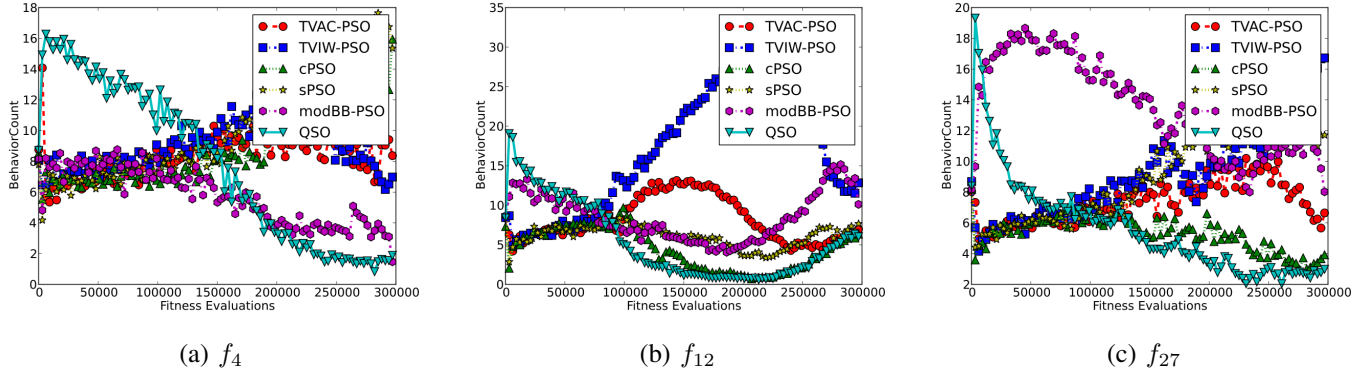 18
16
14
12
10
8
6
4
2
0
BehaviorCount
0
50000
100000
150000
200000
250000
300000
Fitness Evaluations
TVAC-PSO
TVIW-PSO
cPSO
sPSO
modBB-PSO
QSO
(a) f4
35
30
25
20
15
10
5
0
BehaviorCount
0
50000
100000
150000
200000
250000
300000
Fitness Evaluations
TVAC-PSO
TVIW-PSO
cPSO
sPSO
modBB-PSO
QSO
(b) f12
20
18
16
14
12
10
8
6
4
2
BehaviorCount
0
50000
100000
150000
200000
250000
300000
Fitness Evaluations
TVAC-PSO
TVIW-PSO
cPSO
sPSO
modBB-PSO
QSO
(c) f27